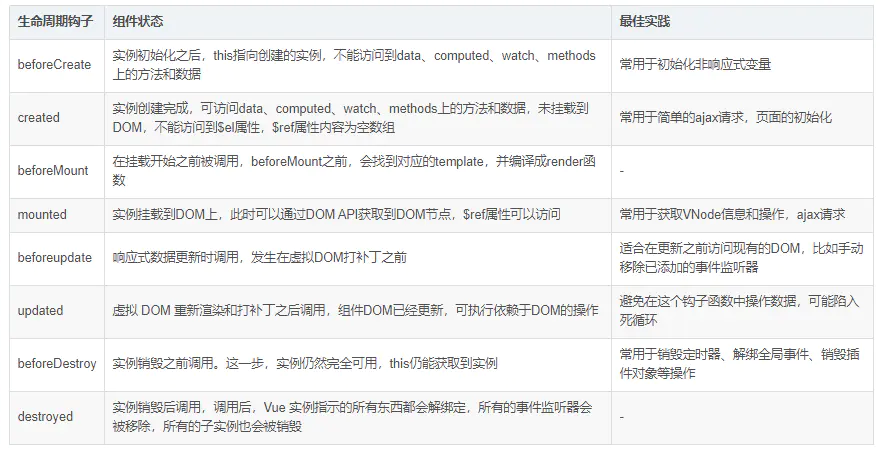 生命周期钩子 组件状态 最佳实践
beforeCreate
实例初始化之后，this指向创建的实例，不能访问到data、computed、watch、methods
上的方法和数据
常用于初始化非响应式变量
created
实例创建完成，可访问data、computed、watch、methods上的方法和数据，未挂载到
DOM，不能访问到$el属性，$ref属性内容为空数组
常用于简单的ajax请求，页面的初始化
beforeMount
在挂载开始之前被调用，beforeMount之前，会找到对应的template，并编译成render函
数
-
mounted
实例挂载到DOM上，此时可以通过DOM API获取到DOM节点，$ref属性可以访问
常用于获取VNode信息和操作，ajax请求
beforeupdate
响应式数据更新时调用，发生在虚拟DOM打补丁之前
适合在更新之前访问现有的DOM，比如手动
移除已添加的事件监听器
updated
虚拟 DOM 重新渲染和打补丁之后调用，组件DOM已经更新，可执行依赖于DOM的操作
避免在这个钩子函数中操作数据，可能陷入
死循环
beforeDestroy
实例销毁之前调用。这一步，实例仍然完全可用，this仍能获取到实例
常用于销毁定时器、解绑全局事件、销毁插
件对象等操作
destroyed
实例销毁后调用，调用后，Vue 实例指示的所有东西都会解绑定，所有的事件监听器会
被移除，所有的子实例也会被销毁
-